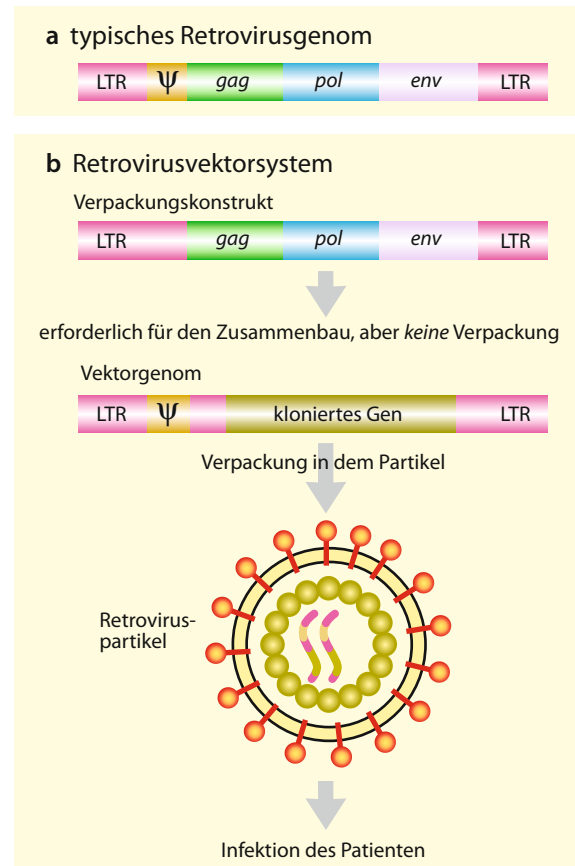 a typisches Retrovirusgenom
LTR ψ gag pol env LTR
b Retrovirusvektorsystem
Verpackungskonstrukt
LTR gag pol env LTR
erforderlich für den Zusammenbau, aber keine Verpackung
Vektorgenom
LTR ψ kloniertes Gen LTR
Verpackung in dem Partikel
Retrovirus-
partikel
Infektion des Patienten